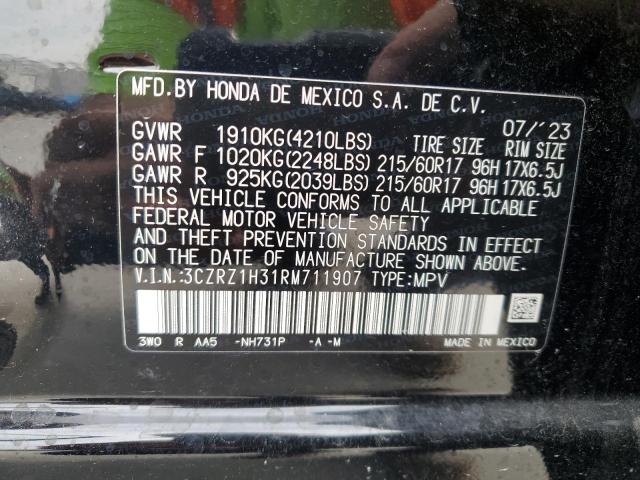 MFD.BY HONDA DE MEXICO S.A. DE C.V.
07/'23
GVWR 1910KG(4210LBS) TIRE SIZE RIM SIZE
GAWR F 1020KG(2248LBS) 215/60R17 96H 17X6.5J
GAWR R 925KG(2039LBS) 215/60R17 96H 17X6.5J
THIS VEHICLE CONFORMS TO ALL APPLICABLE
FEDERAL MOTOR VEHICLE SAFETY
AND THEFT PREVENTION STANDARDS IN EFFECT
ON THE DATE OF MANUFACTURE SHOWN ABOVE.
V.I.N.:3CZRZ1H31RM711907 TYPE:MPV
3W0 R AA5 -NH731P -A -M MADE IN MEXICO